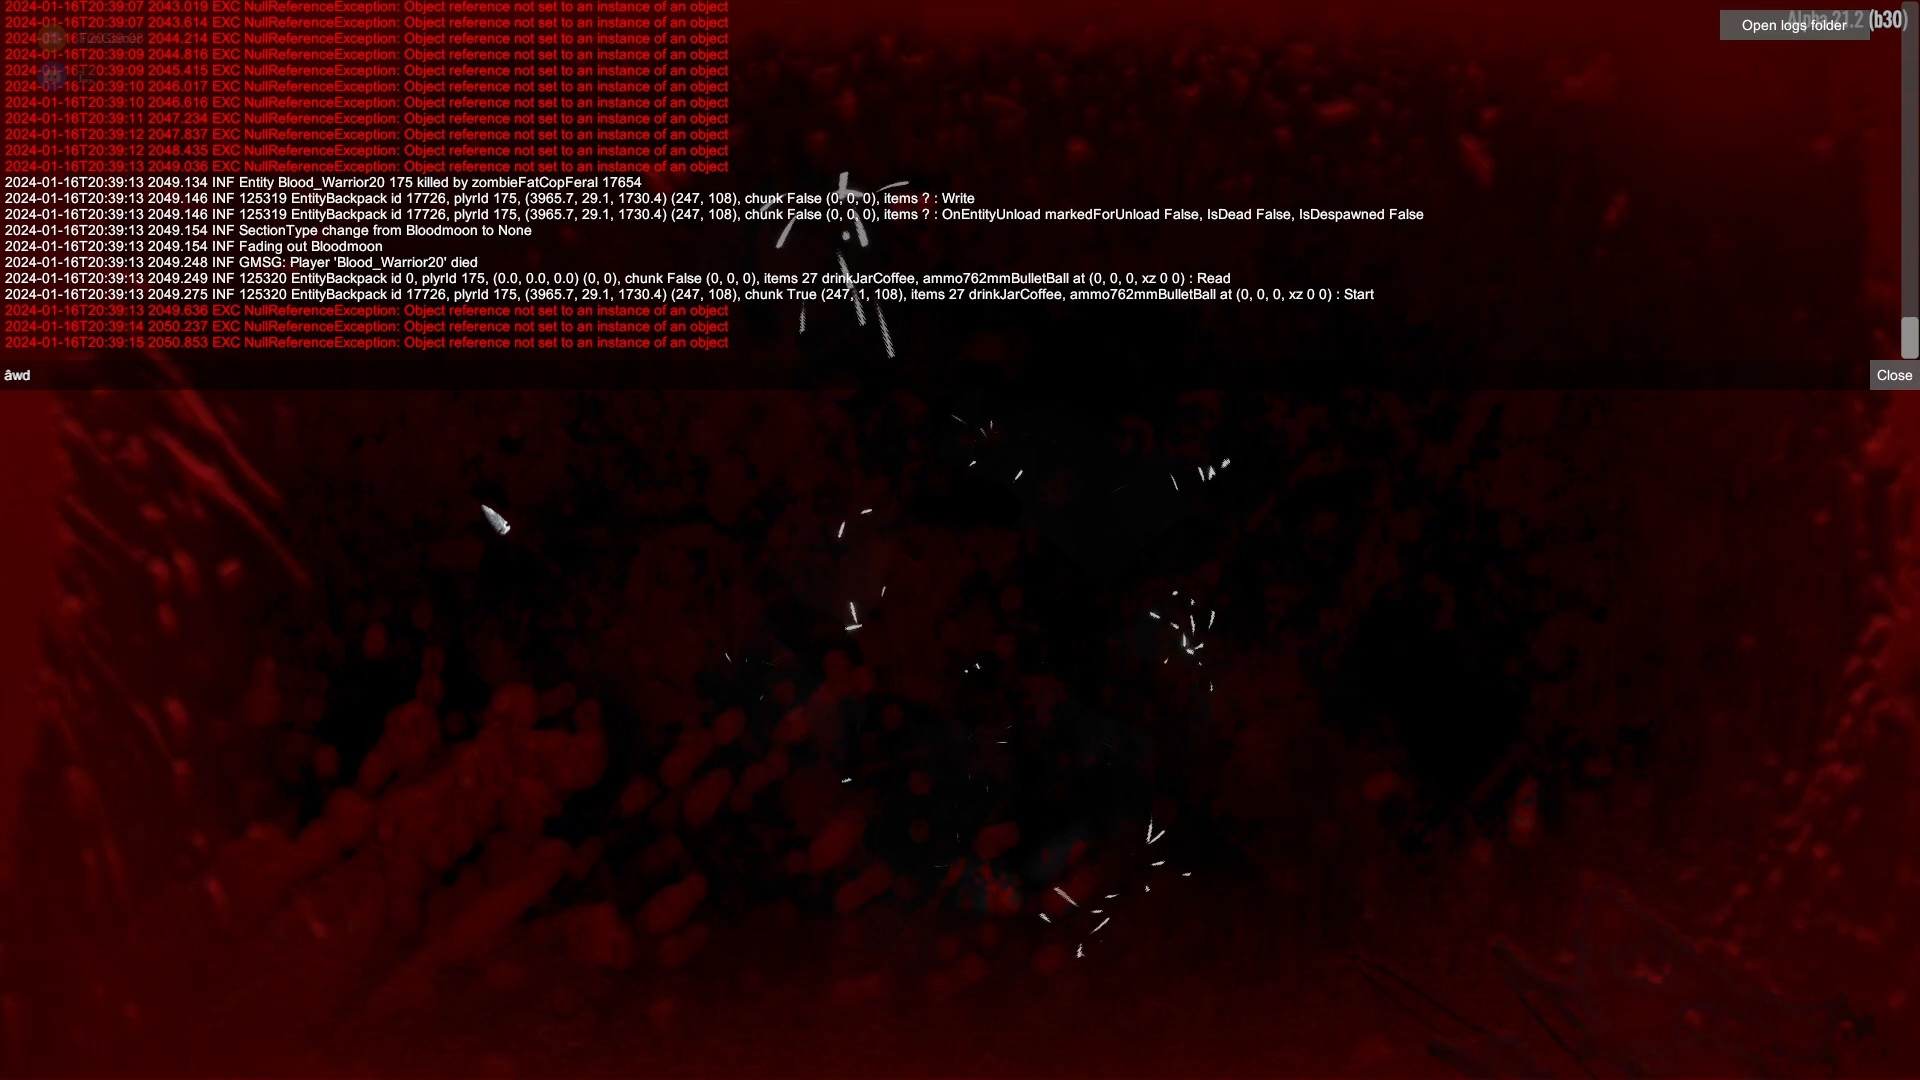 2024-01-16T20:39:07 2043.019 EXC NullReferenceException: Object reference not set to an instance of an object
2024-01-16T20:39:07 2043.614 EXC NullReferenceException: Object reference not set to an instance of an object
2024-01-16T20:39:08 2044.214 EXC NullReferenceException: Object reference not set to an instance of an object
2024-01-16T20:39:09 2044.816 EXC NullReferenceException: Object reference not set to an instance of an object
2024-01-16T20:39:09 2045.415 EXC NullReferenceException: Object reference not set to an instance of an object
2024-01-16T20:39:10 2046.017 EXC NullReferenceException: Object reference not set to an instance of an object
2024-01-16T20:39:10 2046.616 EXC NullReferenceException: Object reference not set to an instance of an object
2024-01-16T20:39:11 2047.234 EXC NullReferenceException: Object reference not set to an instance of an object
2024-01-16T20:39:12 2047.837 EXC NullReferenceException: Object reference not set to an instance of an object
2024-01-16T20:39:12 2048.435 EXC NullReferenceException: Object reference not set to an instance of an object
2024-01-16T20:39:13 2049.036 EXC NullReferenceException: Object reference not set to an instance of an object
2024-01-16T20:39:13 2049.134 INF Entity Blood_Warrior20 175 killed by zombieFatCopFeral 17654
2024-01-16T20:39:13 2049.146 INF 125319 EntityBackpack id 17726, plyrId 175, (3965.7, 29.1, 1730.4) (247, 108), chunk False (0, 0, 0), items ? : Write
2024-01-16T20:39:13 2049.146 INF 125319 EntityBackpack id 17726, plyrId 175, (3965.7, 29.1, 1730.4) (247, 108), chunk False (0, 0, 0), items ? : OnEntityUnload markedForUnload False, IsDead False, IsDespawned False
2024-01-16T20:39:13 2049.154 INF SectionType change from Bloodmoon to None
2024-01-16T20:39:13 2049.154 INF Fading out Bloodmoon
2024-01-16T20:39:13 2049.248 INF GMSG: Player 'Blood_Warrior20' died
2024-01-16T20:39:13 2049.249 INF 125320 EntityBackpack id 0, plyrId 175, (0.0, 0.0, 0.0) (0, 0), chunk False (0, 0, 0), items 27 drinkJarCoffee, ammo762mmBulletBall at (0, 0, 0, xz 0 0) : Read
2024-01-16T20:39:13 2049.275 INF 125320 EntityBackpack id 17726, plyrId 175, (3965.7, 29.1, 1730.4) (247, 108), chunk True (247, 1, 108), items 27 drinkJarCoffee, ammo762mmBulletBall at (0, 0, 0, xz 0 0) : Start
2024-01-16T20:39:13 2049.636 EXC NullReferenceException: Object reference not set to an instance of an object
2024-01-16T20:39:14 2050.237 EXC NullReferenceException: Object reference not set to an instance of an object
2024-01-16T20:39:15 2050.853 EXC NullReferenceException: Object reference not set to an instance of an object
Alpha 21.2 (b30)
Open logs folder
âwd
Close